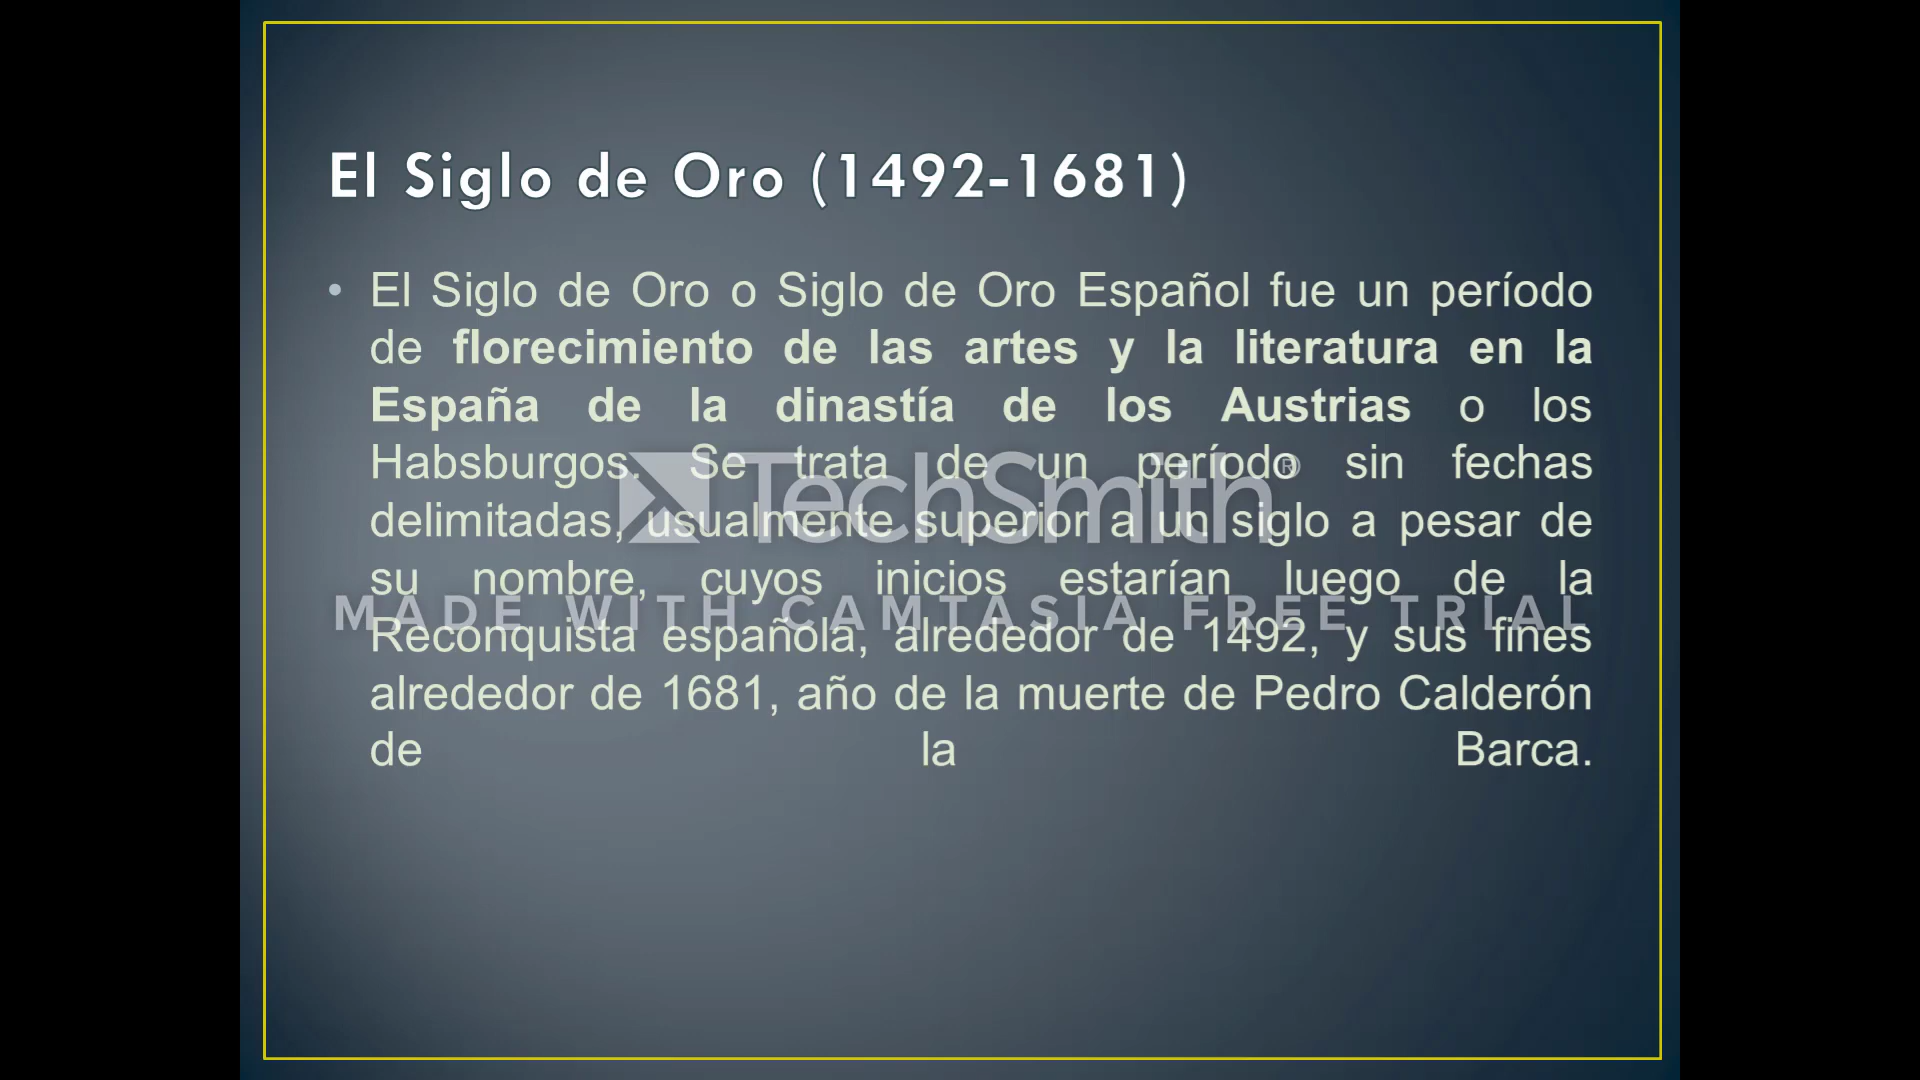 El Siglo de Oro (1492-1681)
• El Siglo de Oro o Siglo de Oro Español fue un período
de florecimiento de las artes y la literatura en la
España de la dinastía de los Austrias o los
Habsburgos. Se trata de un período sin fechas
delimitadas, usualmente superior a un siglo a pesar de
su nombre, cuyos inicios estarían luego de la
Reconquista española, alrededor de 1492, y sus fines
alrededor de 1681, año de la muerte de Pedro Calderón
de la Barca.
TechSmith®
MADE WITH CAMTASIA FREE TRIAL